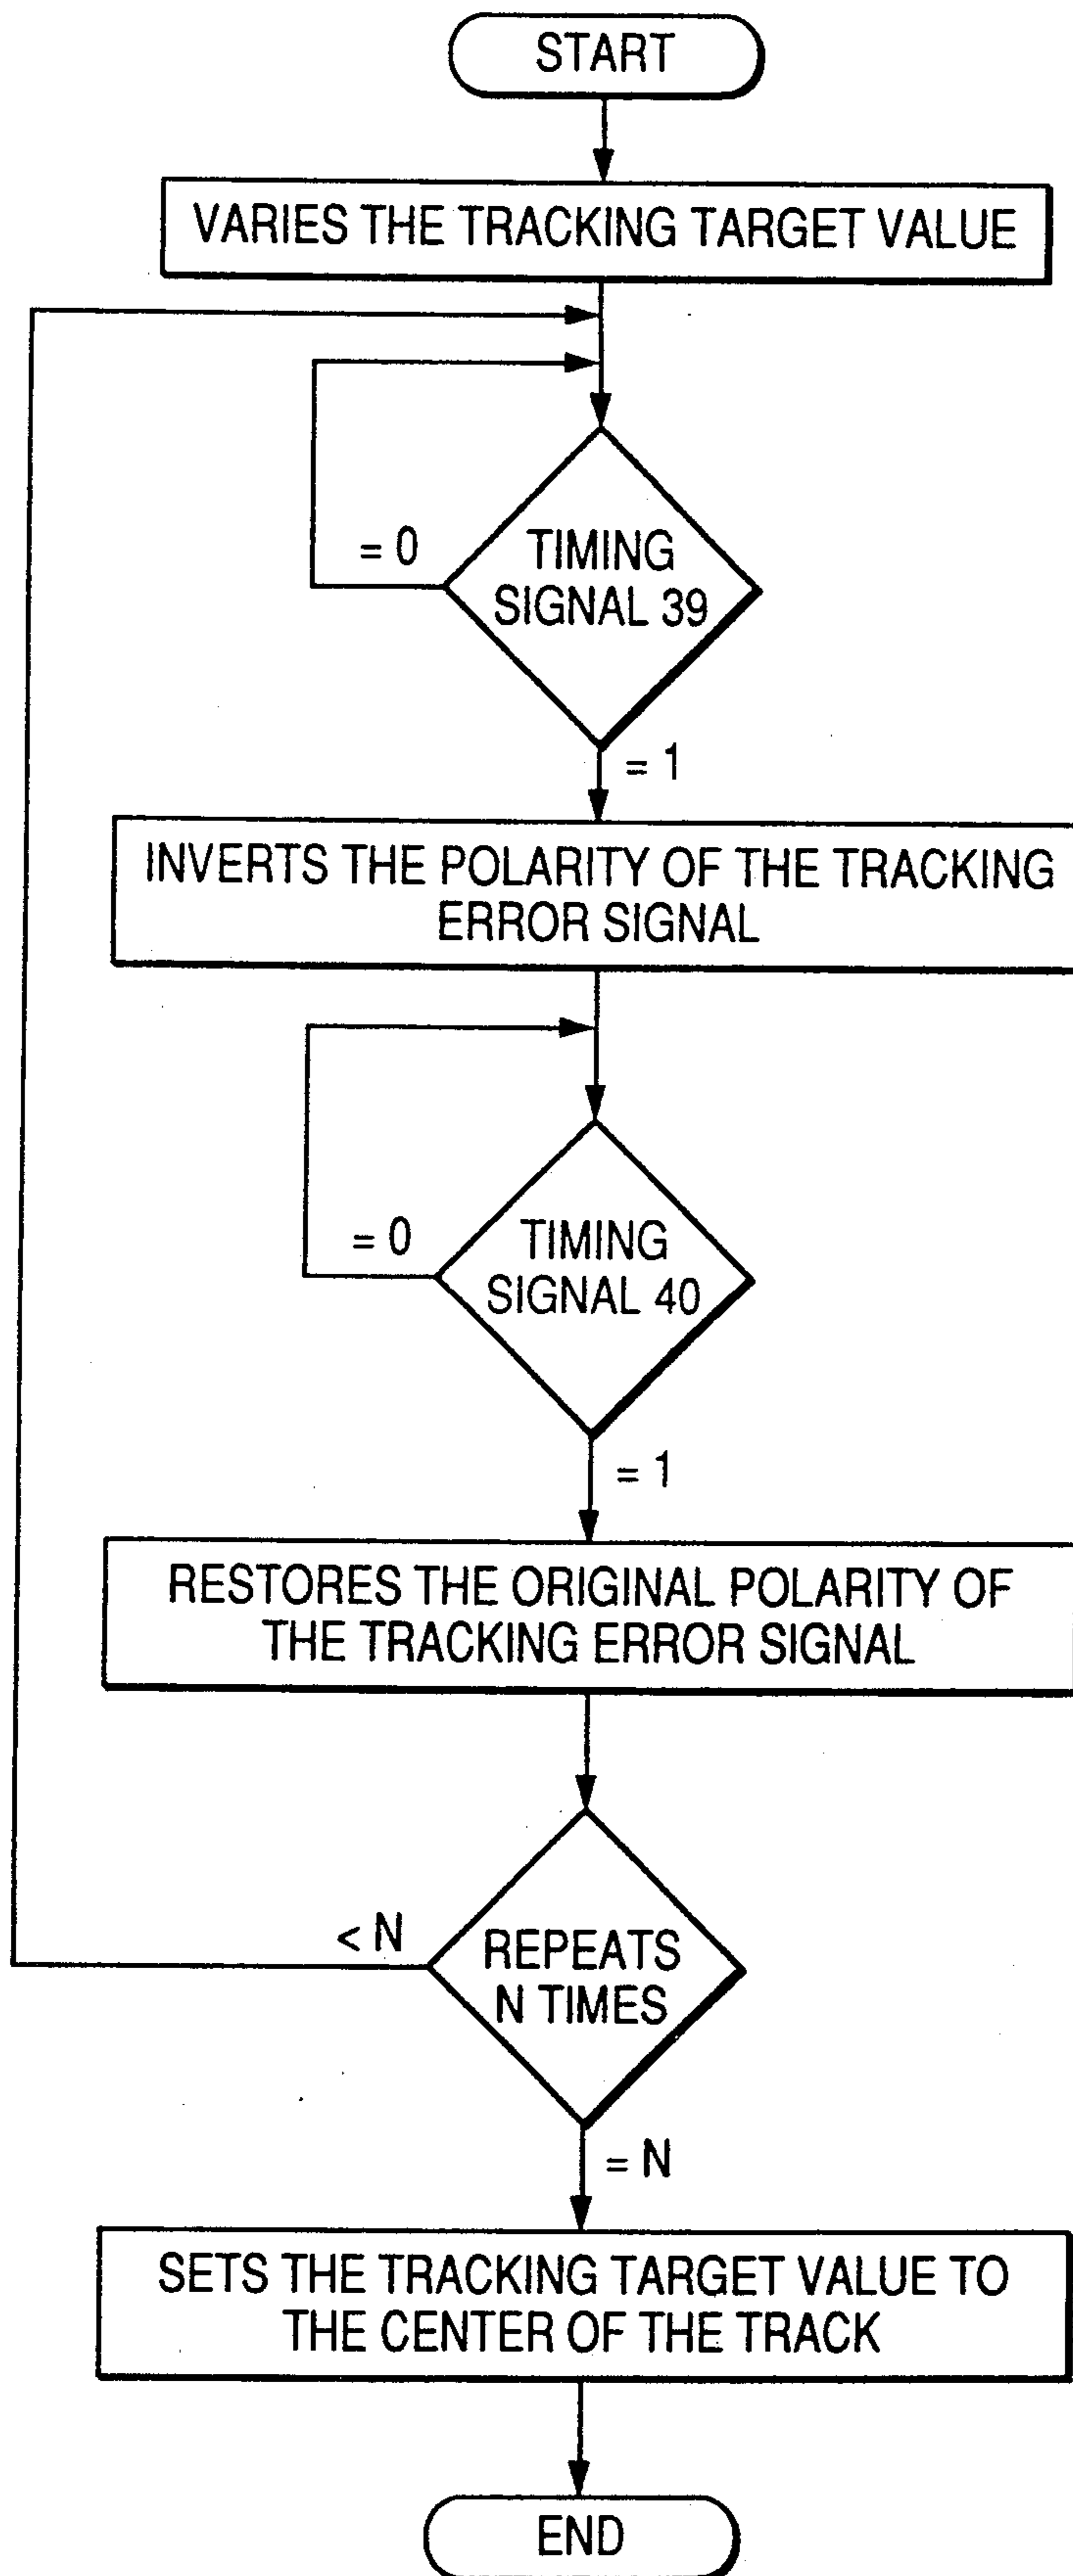 START
VARIES THE TRACKING TARGET VALUE
= 0
TIMING
SIGNAL 39
= 1
INVERTS THE POLARITY OF THE TRACKING
ERROR SIGNAL
= 0
TIMING
SIGNAL 40
= 1
RESTORES THE ORIGINAL POLARITY OF
THE TRACKING ERROR SIGNAL
< N
REPEATS
N TIMES
= N
SETS THE TRACKING TARGET VALUE TO
THE CENTER OF THE TRACK
END